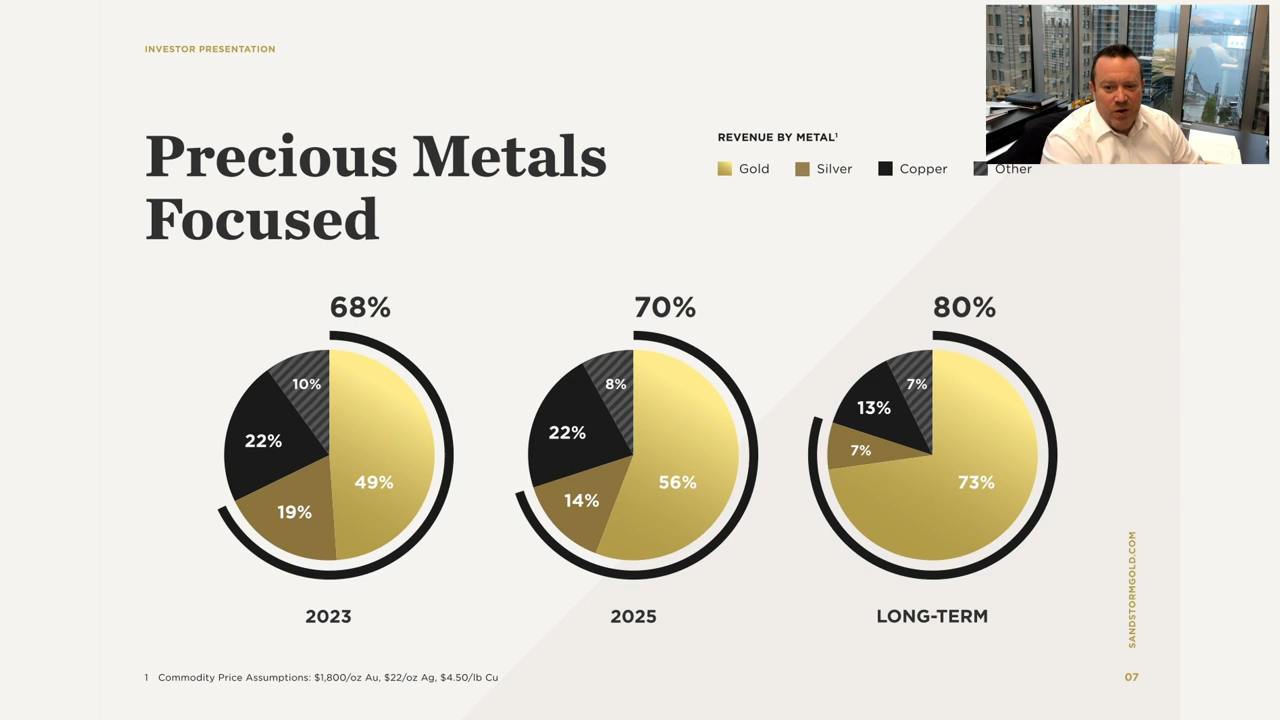 INVESTOR PRESENTATION
Precious Metals
Focused
REVENUE BY METAL¹
Gold Silver Copper Other
68%
10%
22%
49%
19%
2023
70%
8%
22%
56%
14%
2025
80%
7%
13%
7%
73%
LONG-TERM
SANDSTORMGOLD.COM
1 Commodity Price Assumptions: $1,800/oz Au, $22/oz Ag, $4.50/lb Cu
07